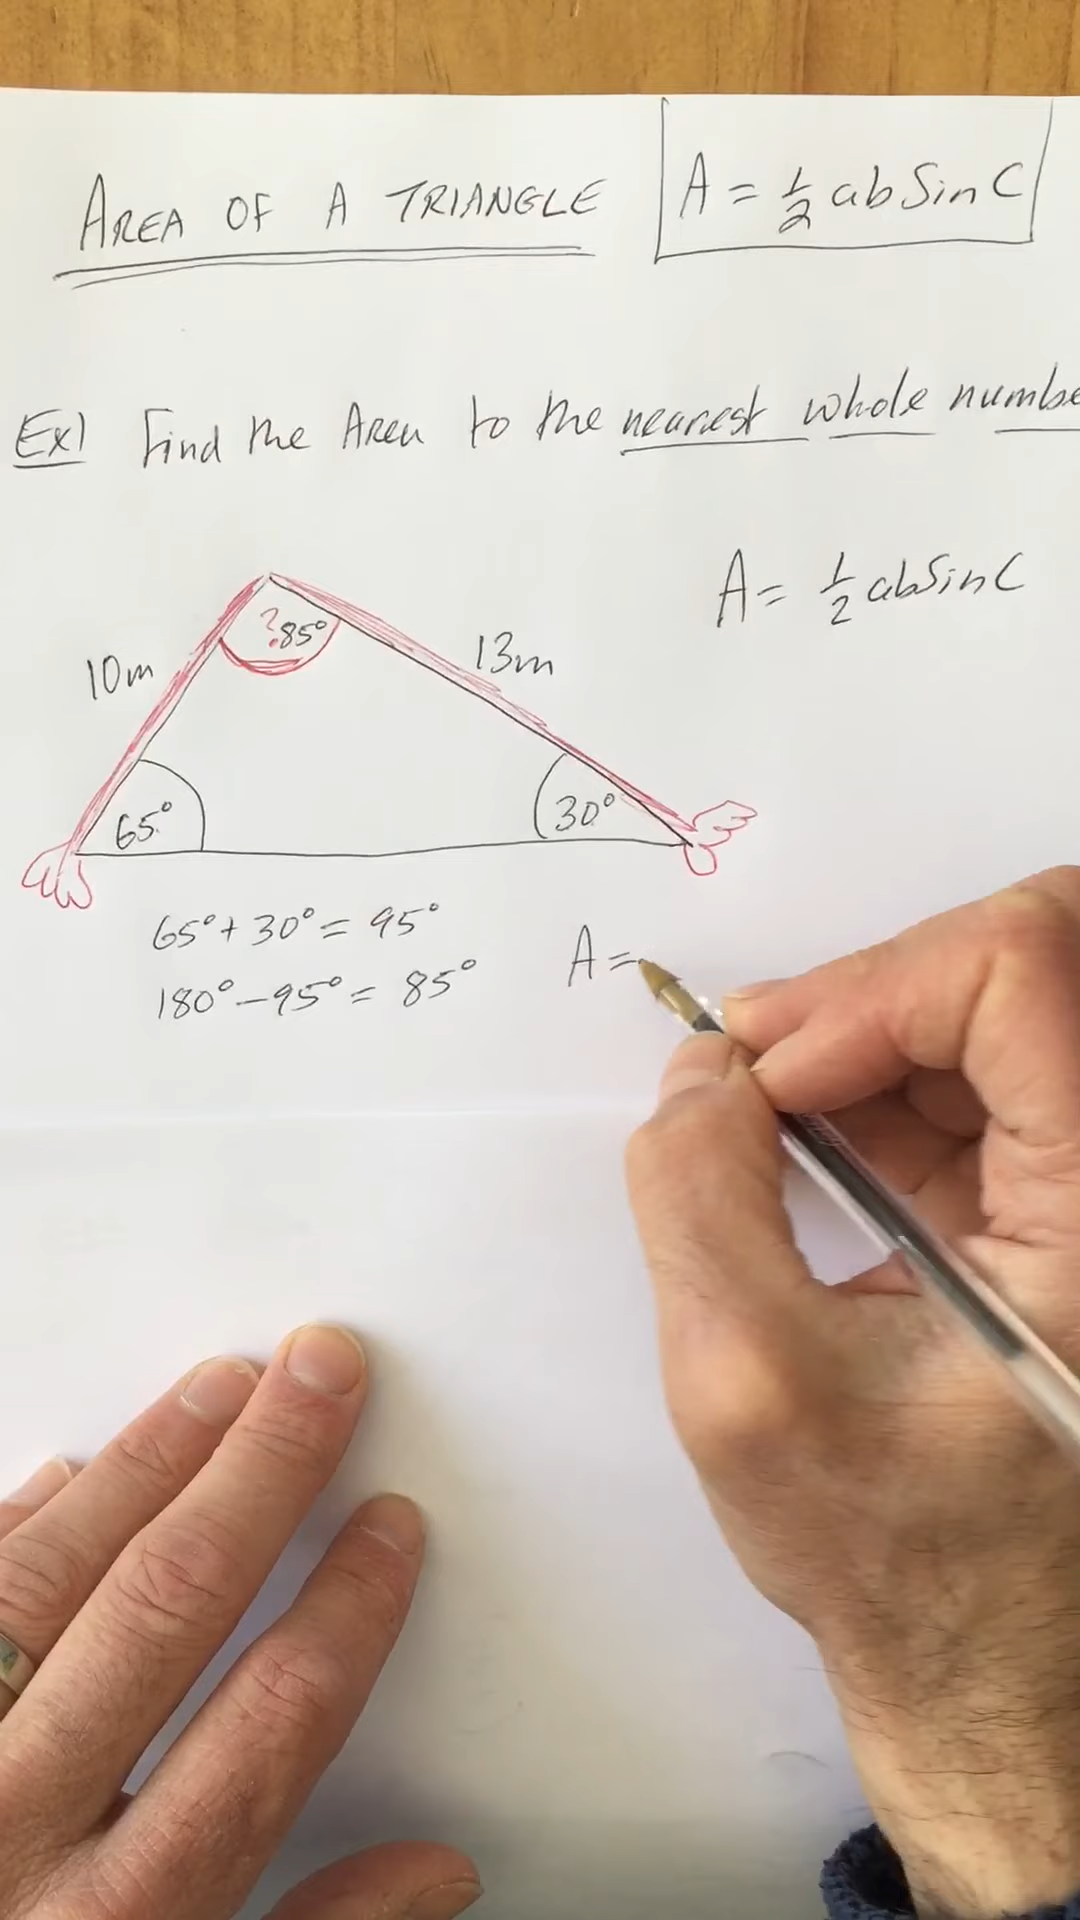 AREA OF A TRIANGLE
A = 1/2 ab Sin C
Ex1 Find the Area to the nearest whole numbe
A = 1/2 abSinC
? 85°
10m
13m
65°
30°
65° + 30° = 95°
180° - 95° = 85°
A =